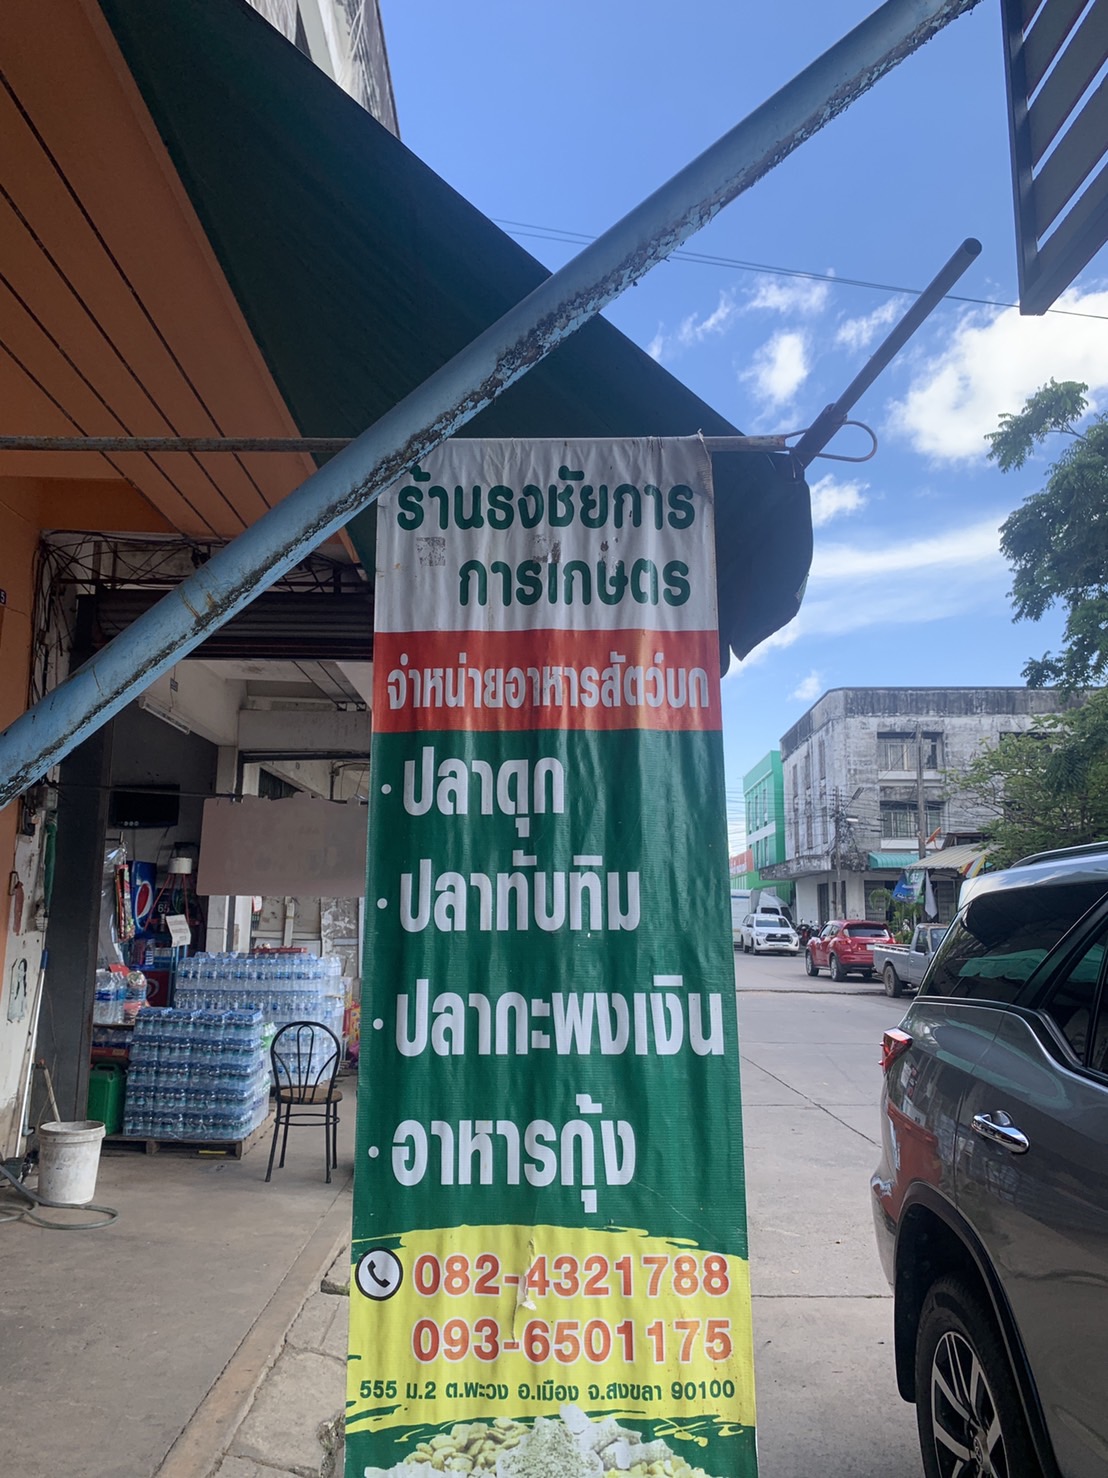 ร้านธงชัยการ
การเกษตร
จำหน่ายอาหารสัตว์บก
· ปลาดุก
· ปลาทับทิม
· ปลากะพงเงิน
· อาหารกุ้ง
082-4321788
093-6501175
555 ม.2 ต.พะวง อ.เมือง จ.สงขลา 90100
pepsi